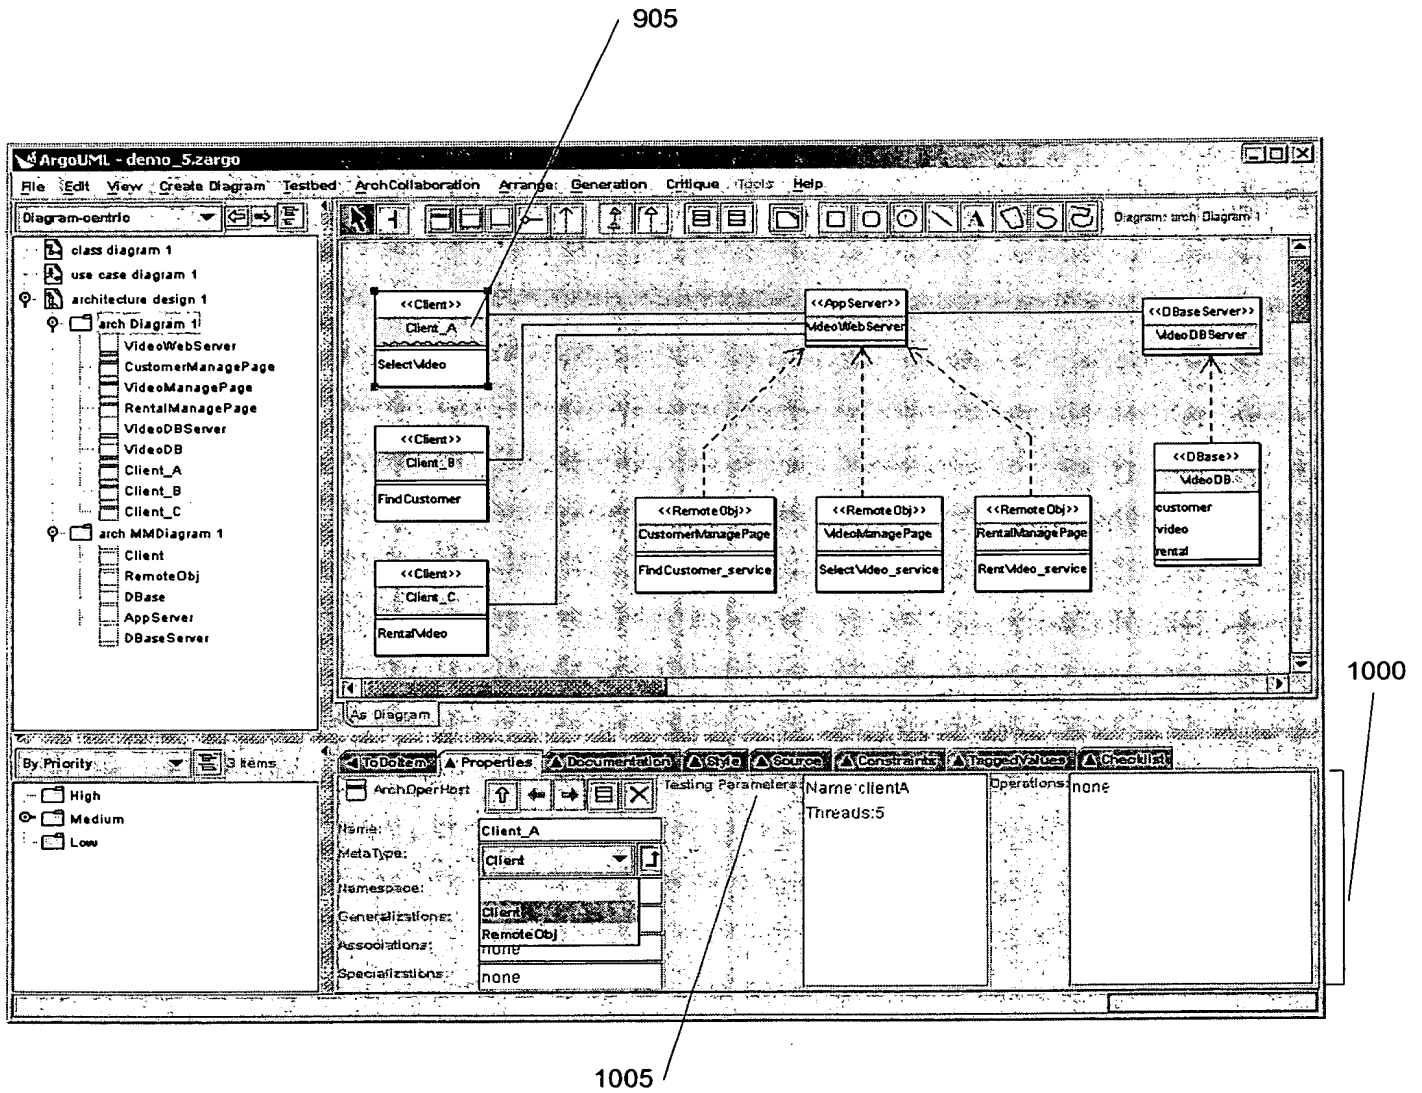 905
ArgoUML - demo_5.zargo
File Edit View Create Diagram Testbed ArchCollaboration Arrange Generation Critique Tools Help
Diagram-centric
A
Diagram: arch Diagram 1
class diagram 1
use case diagram 1
architecture design 1
arch Diagram 1
VideoWebServer
CustomerManagePage
VideoManagePage
RentalManagePage
VideoDBServer
VideoDB
Client_A
Client_B
Client_C
arch MMDiagram 1
Client
RemoteObj
DBase
AppServer
DBaseServer
<<Client>>
Client_A
SelectVideo
<<AppServer>>
VideoWebServer
<<DBaseServer>>
VideoDBServer
<<Client>>
Client_B
FindCustomer
<<DBase>>
VideoDB
customer
video
rental
<<RemoteObj>>
CustomerManagePage
FindCustomer_service
<<RemoteObj>>
VideoManagePage
SelectVideo_service
<<RemoteObj>>
RentalManagePage
RentVideo_service
<<Client>>
Client_C
RentalVideo
As Diagram
1000
By Priority
3 Items
High
Medium
Low
ToDoItem Properties Documentation Style Source Constraints TaggedValues Checklist
ArchOperHost
Name: Client_A
MetaType: Client
Client
RemoteObj
Namespace:
Generalizations:
Associations: none
Specializations: none
Testing Parameters:
Name:clientA
Threads:5
Operations: none
1005